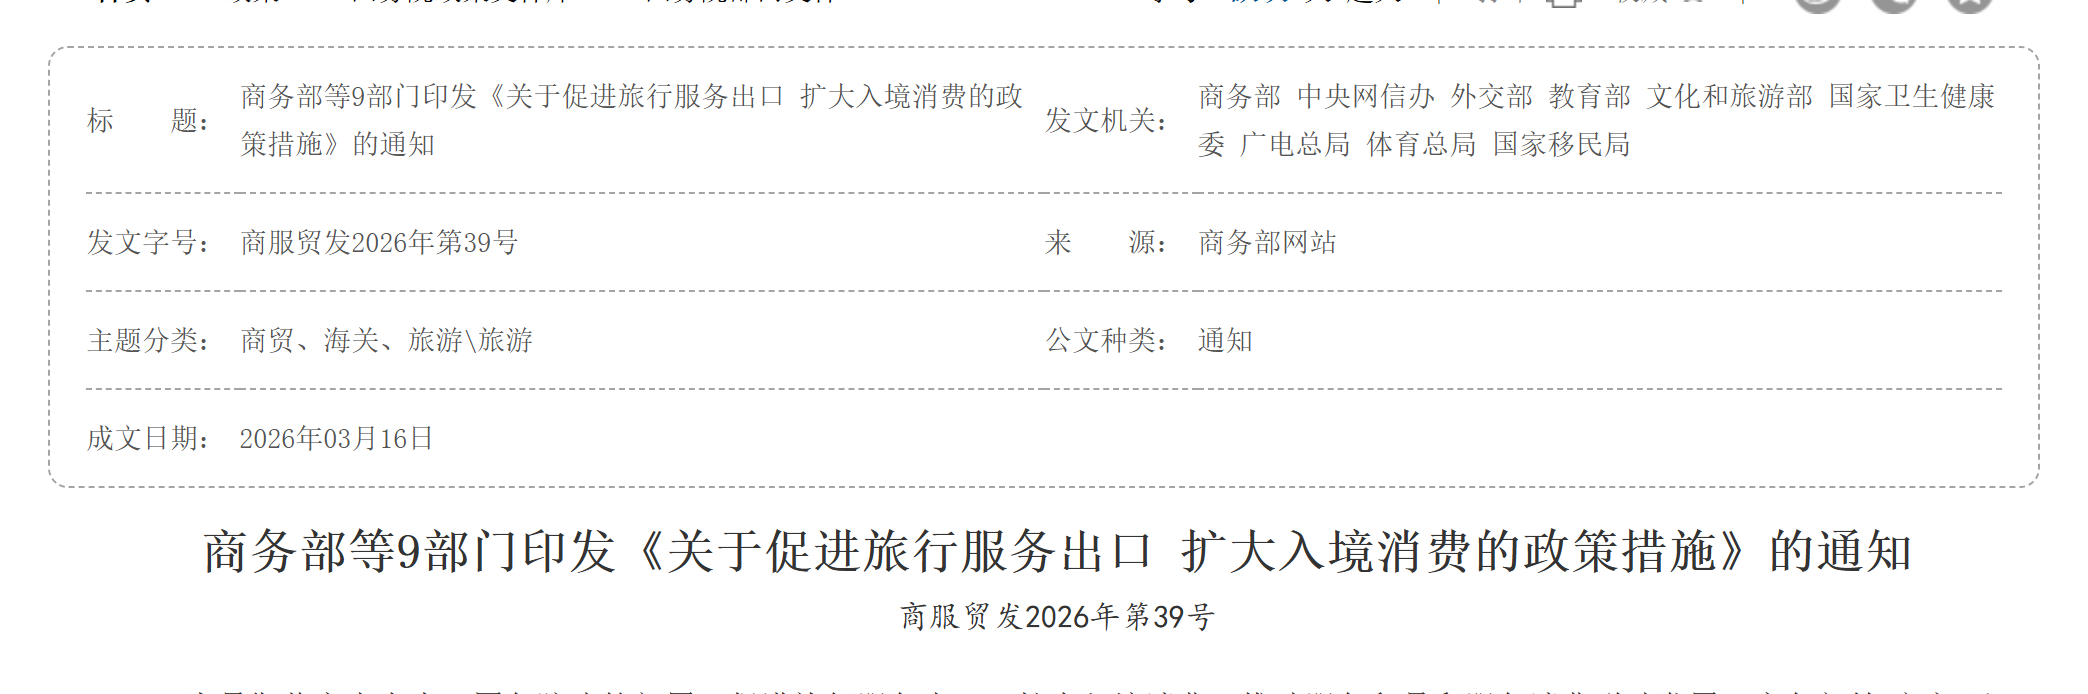 标 题： 商务部等9部门印发《关于促进旅行服务出口 扩大入境消费的政
策措施》的通知
发文机关： 商务部 中央网信办 外交部 教育部 文化和旅游部 国家卫生健康
委 广电总局 体育总局 国家移民局
发文字号： 商服贸发2026年第39号
来 源： 商务部网站
主题分类： 商贸、海关、旅游\旅游
公文种类： 通知
成文日期： 2026年03月16日
商务部等9部门印发《关于促进旅行服务出口 扩大入境消费的政策措施》的通知
商服贸发2026年第39号